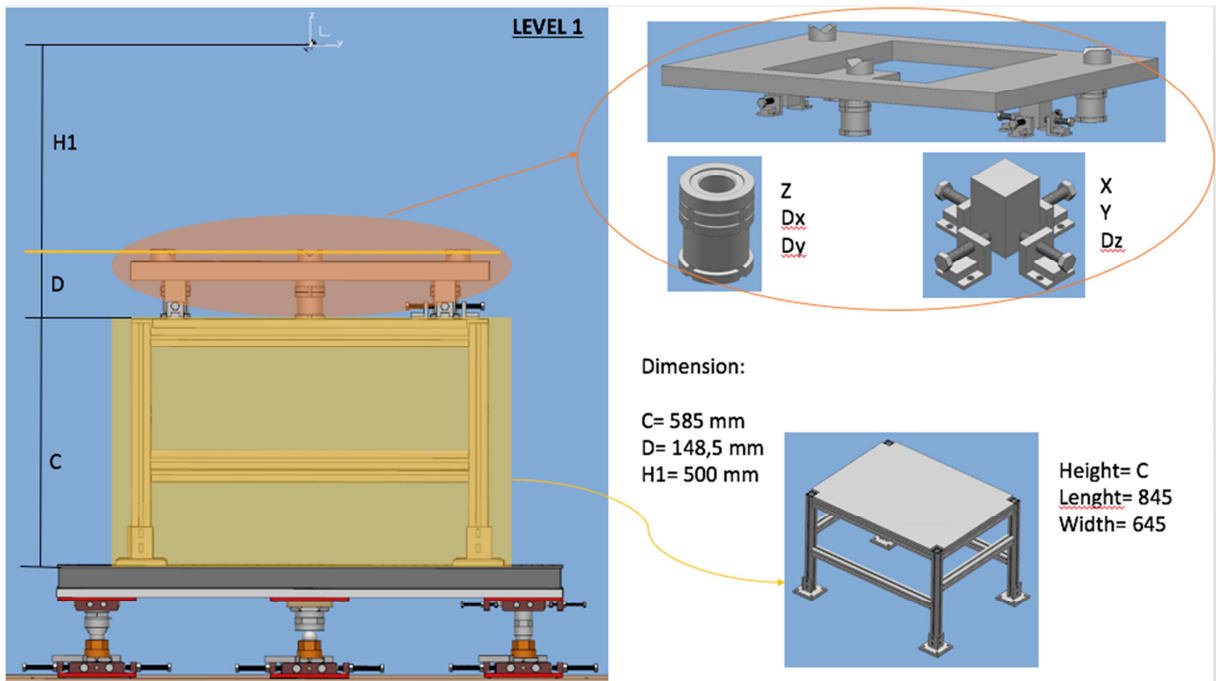 LEVEL 1
z
y
H1
D
C
Z
Dx
Dy
X
Y
Dz
Dimension:
C= 585 mm
D= 148,5 mm
H1= 500 mm
Height= C
Lenght= 845
Width= 645